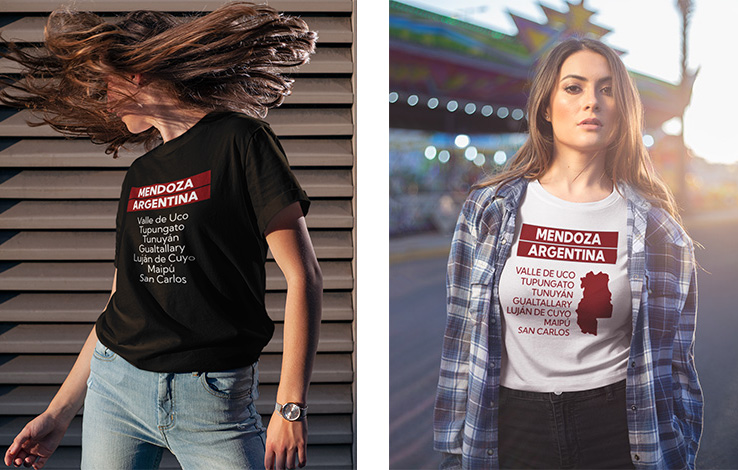 MENDOZA
ARGENTINA
Valle de Uco
Tupungato
Tunuyán
Gualtallary
Luján de Cuyo
Maipú
San Carlos
MENDOZA
ARGENTINA
VALLE DE UCO
TUPUNGATO
TUNUYÁN
GUALTALLARY
LUJÁN DE CUYO
MAIPÚ
SAN CARLOS